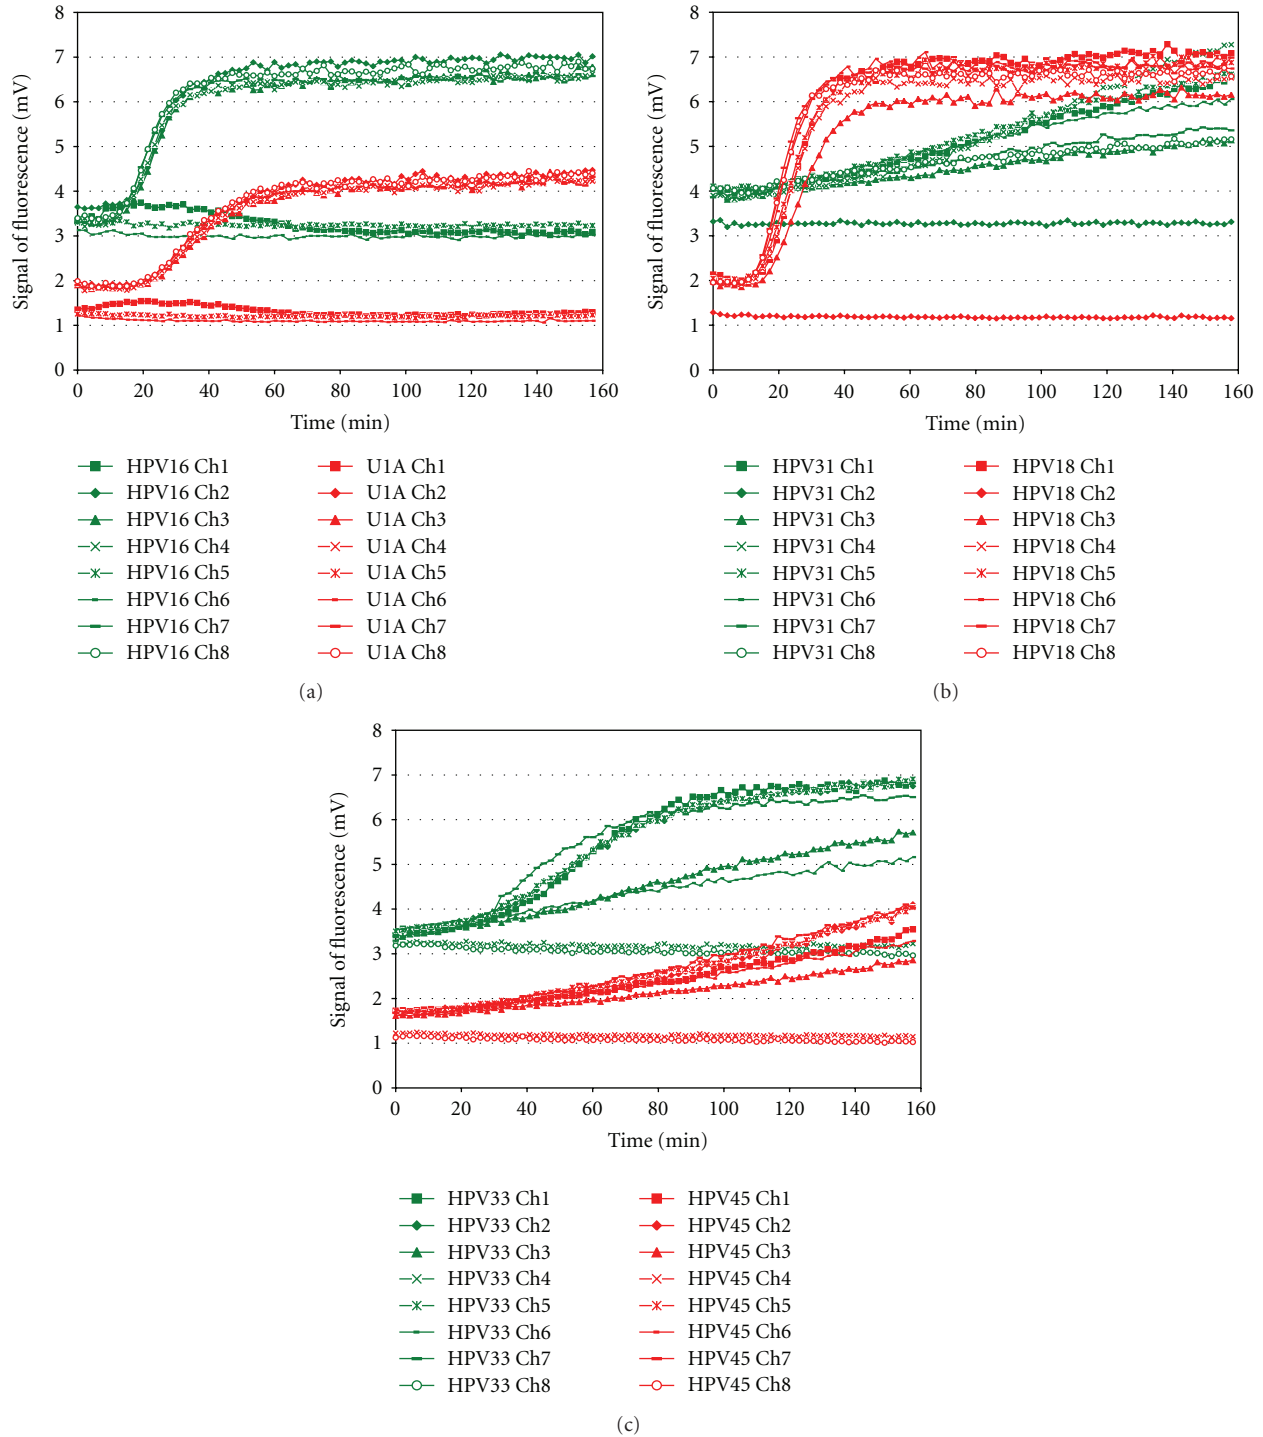 8
7
6
5
4
3
2
1
0
Signal of fluorescence (mV)
0 20 40 60 80 100 120 140 160
Time (min)
HPV16 Ch1 U1A Ch1
HPV16 Ch2 U1A Ch2
HPV16 Ch3 U1A Ch3
HPV16 Ch4 U1A Ch4
HPV16 Ch5 U1A Ch5
HPV16 Ch6 U1A Ch6
HPV16 Ch7 U1A Ch7
HPV16 Ch8 U1A Ch8
(a)
8
7
6
5
4
3
2
1
0
Signal of fluorescence (mV)
0 20 40 60 80 100 120 140 160
Time (min)
HPV31 Ch1 HPV18 Ch1
HPV31 Ch2 HPV18 Ch2
HPV31 Ch3 HPV18 Ch3
HPV31 Ch4 HPV18 Ch4
HPV31 Ch5 HPV18 Ch5
HPV31 Ch6 HPV18 Ch6
HPV31 Ch7 HPV18 Ch7
HPV31 Ch8 HPV18 Ch8
(b)
8
7
6
5
4
3
2
1
0
Signal of fluorescence (mV)
0 20 40 60 80 100 120 140 160
Time (min)
HPV33 Ch1 HPV45 Ch1
HPV33 Ch2 HPV45 Ch2
HPV33 Ch3 HPV45 Ch3
HPV33 Ch4 HPV45 Ch4
HPV33 Ch5 HPV45 Ch5
HPV33 Ch6 HPV45 Ch6
HPV33 Ch7 HPV45 Ch7
HPV33 Ch8 HPV45 Ch8
(c)